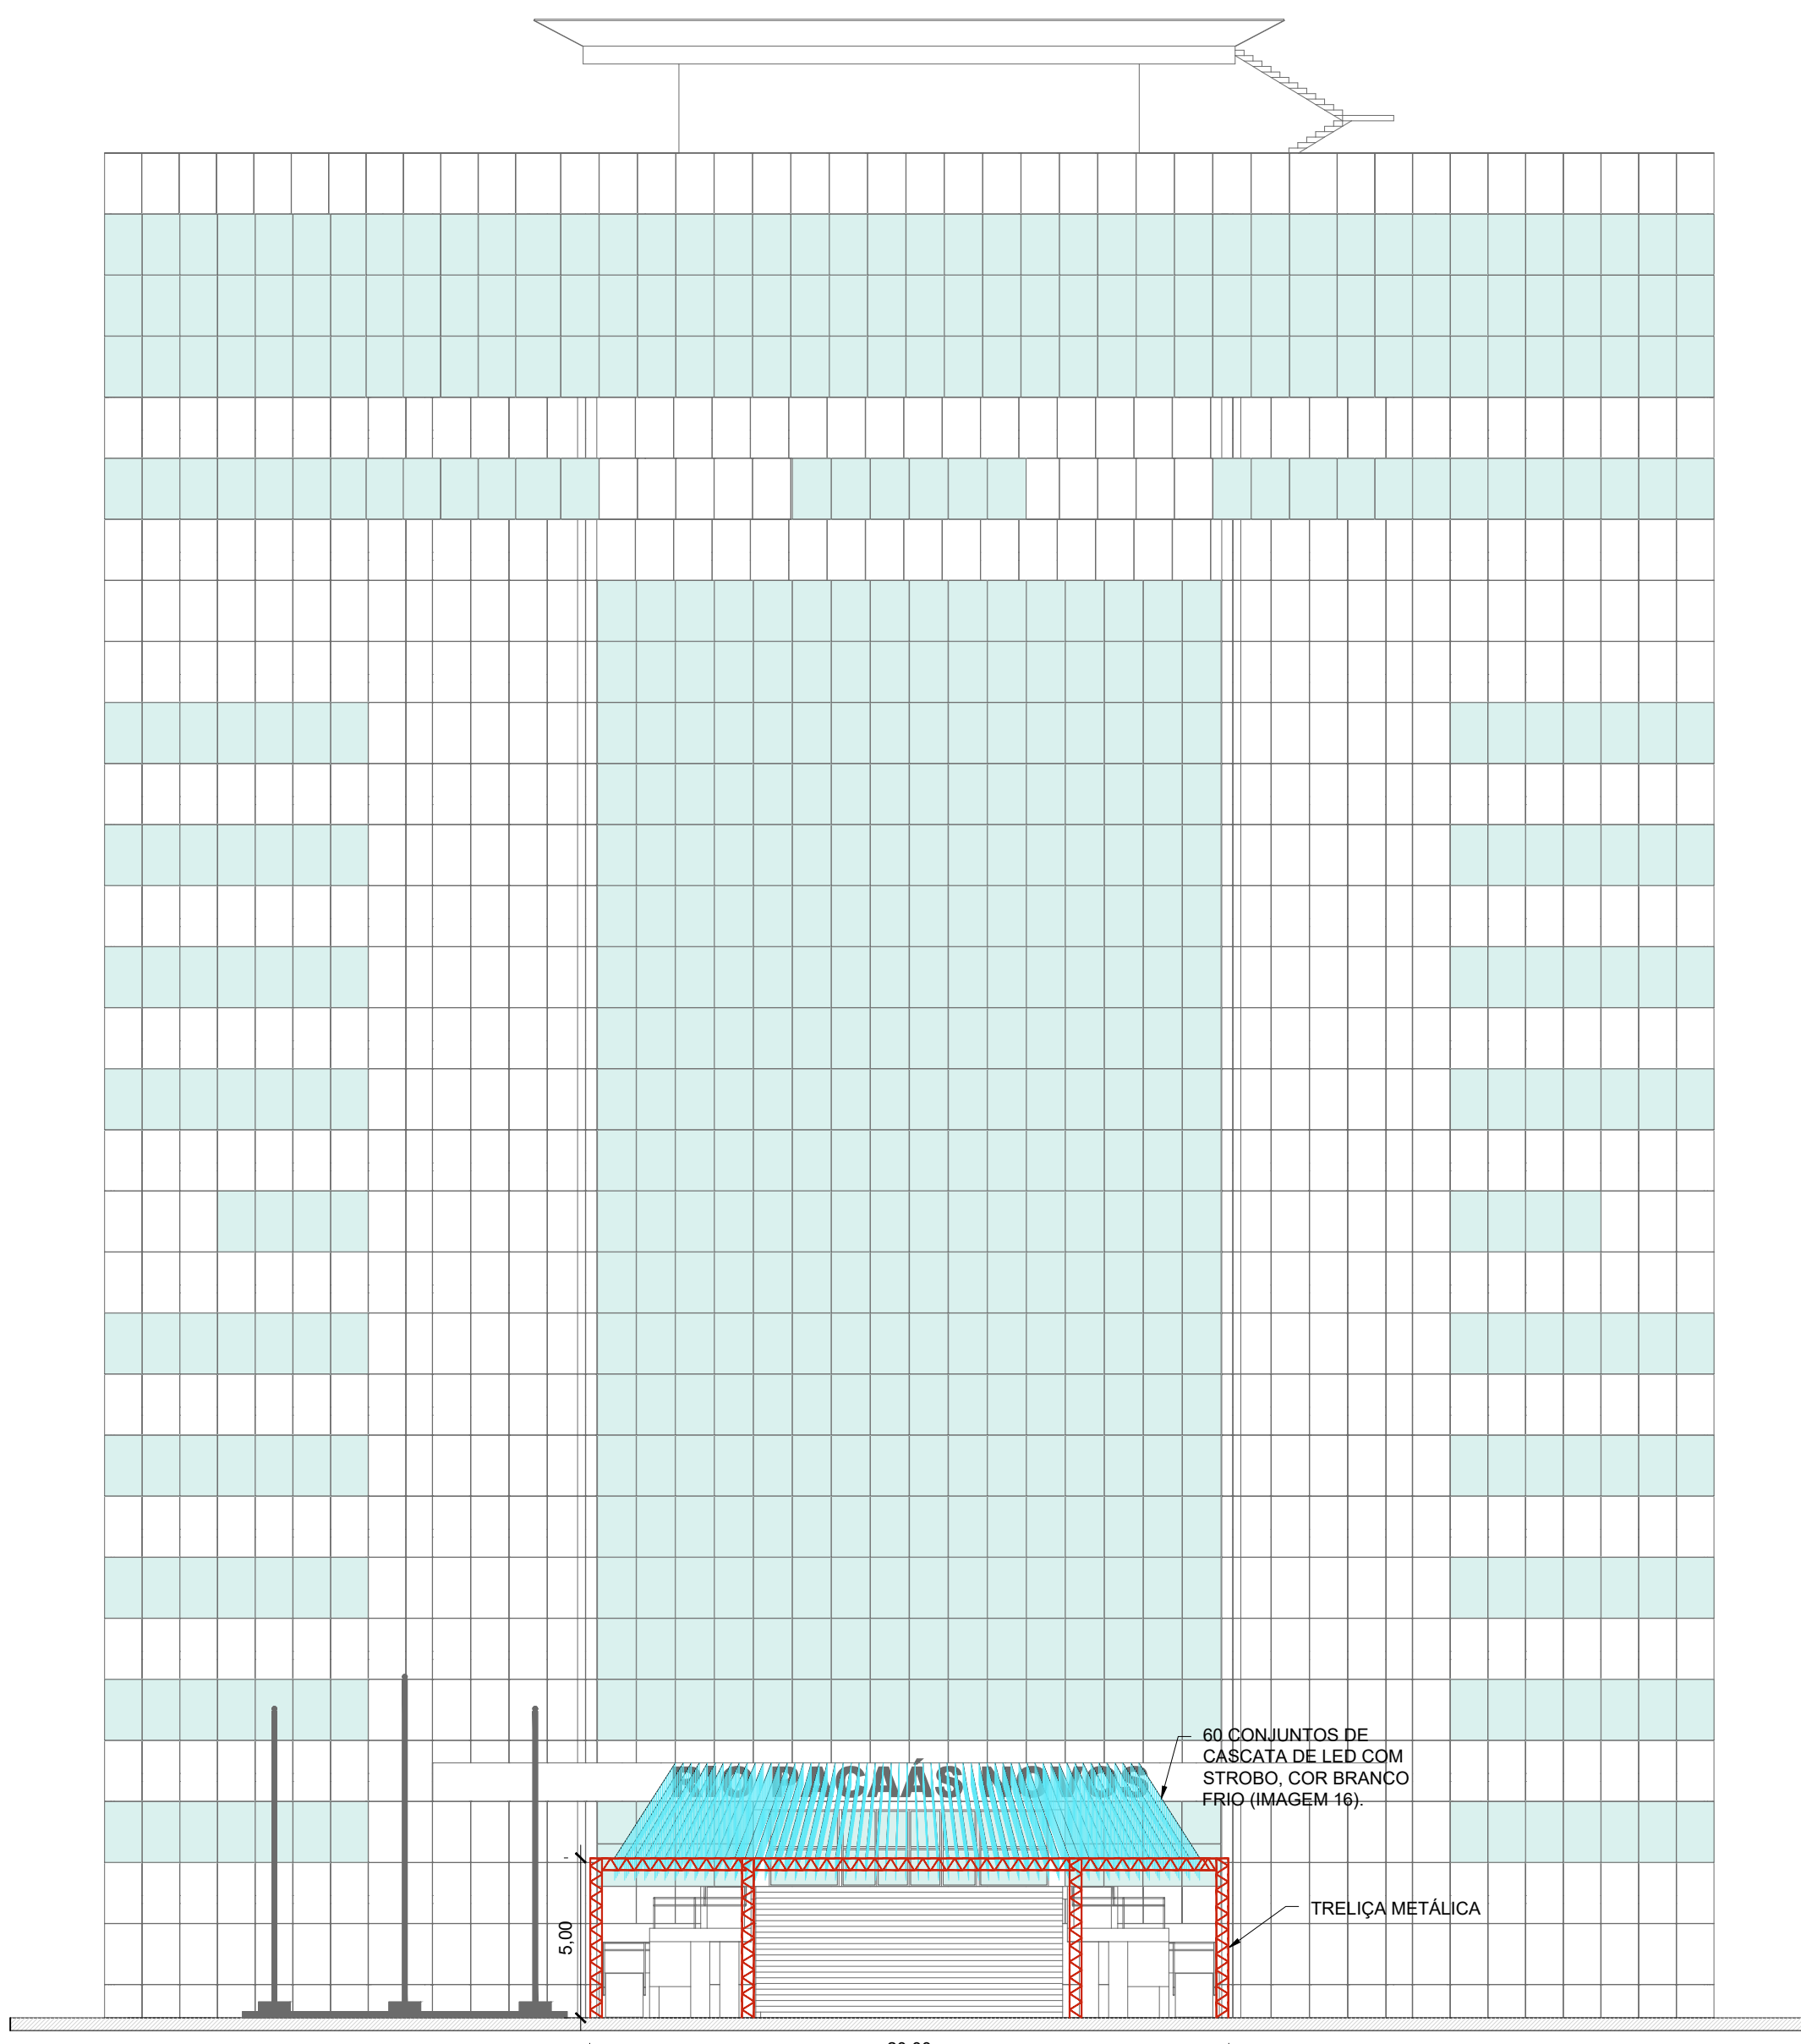 60 CONJUNTOS DE
CASCATA DE LED COM
STROBO, COR BRANCO
FRIO (IMAGEM 16).
RIO PACAÁS NOVOS
TRELIÇA METÁLICA
5,00